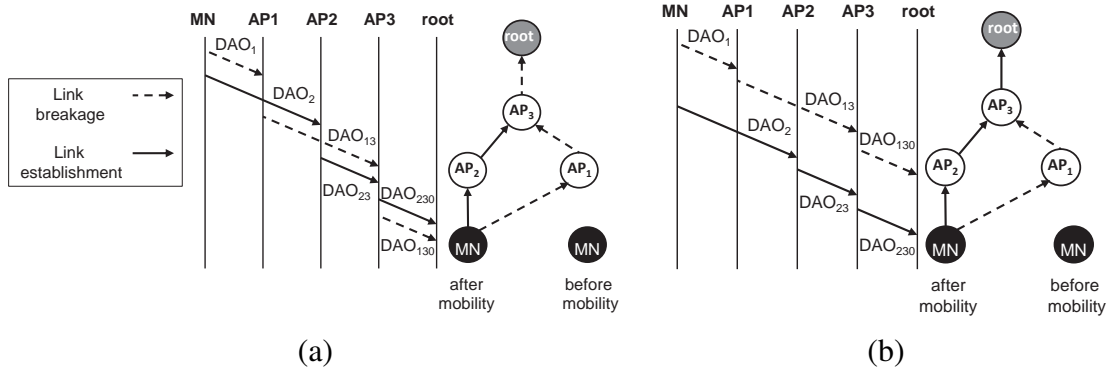 MN AP1 AP2 AP3 root
DAO1
DAO2
DAO13
DAO23
DAO230
DAO130
Link breakage
Link establishment
root
AP3
AP2
AP1
MN
MN
after mobility
before mobility
(a)
MN AP1 AP2 AP3 root
DAO1
DAO13
DAO2
DAO130
DAO23
DAO230
root
AP3
AP2
AP1
MN
MN
after mobility
before mobility
(b)